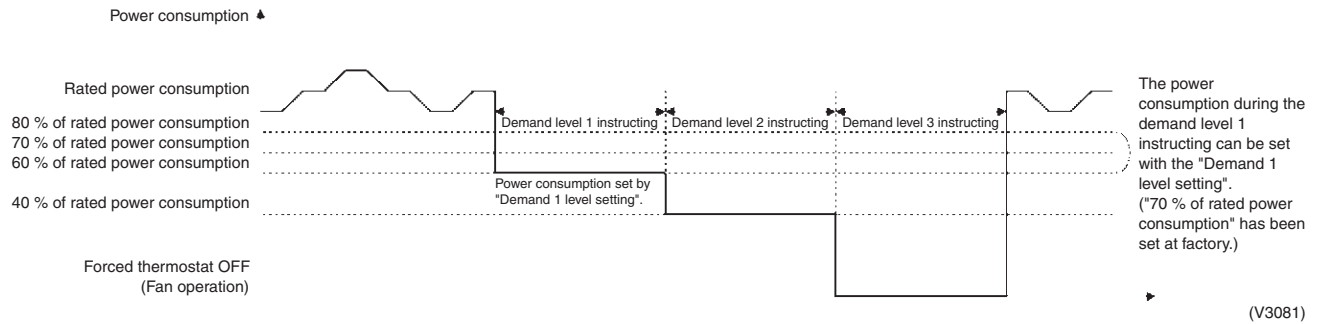 Power consumption
Rated power consumption
80 % of rated power consumption
70 % of rated power consumption
60 % of rated power consumption
40 % of rated power consumption
Forced thermostat OFF
(Fan operation)
Demand level 1 instructing
Demand level 2 instructing
Demand level 3 instructing
Power consumption set by
"Demand 1 level setting".
The power
consumption during the
demand level 1
instructing can be set
with the "Demand 1
level setting".
("70 % of rated power
consumption" has been
set at factory.)
(V3081)